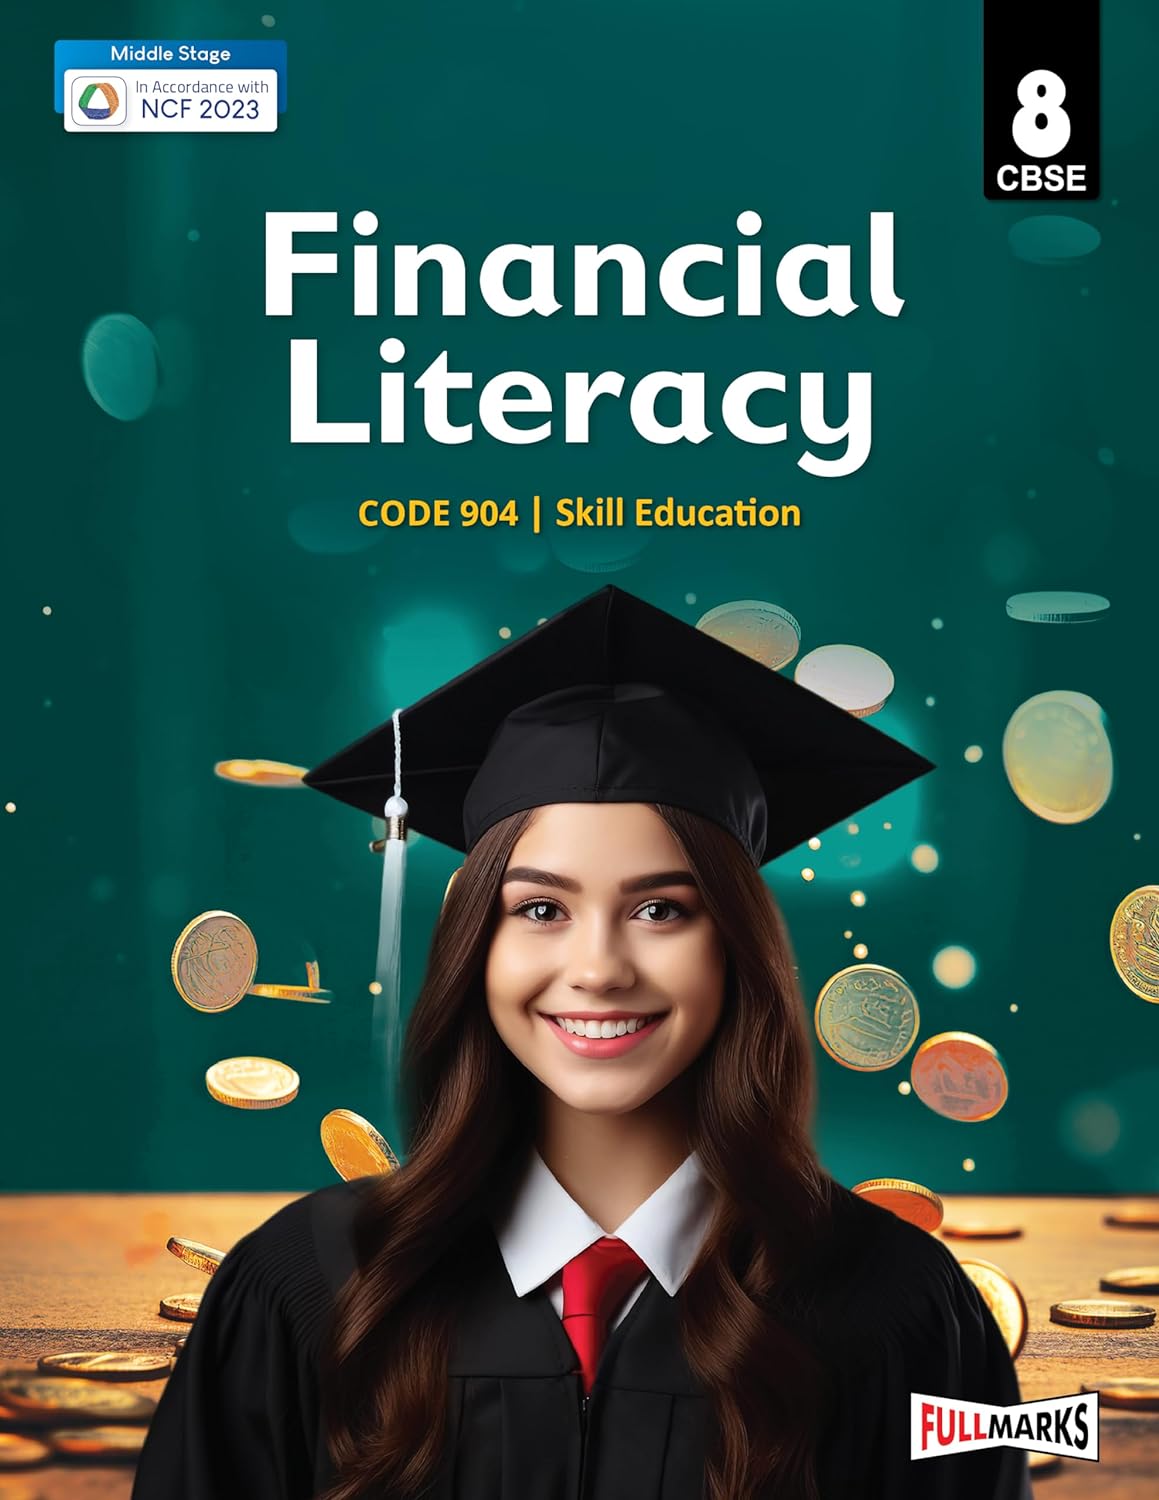 Middle Stage
In Accordance with
NCF 2023
8
CBSE
Financial
Literacy
CODE 904 | Skill Education
FULLMARKS